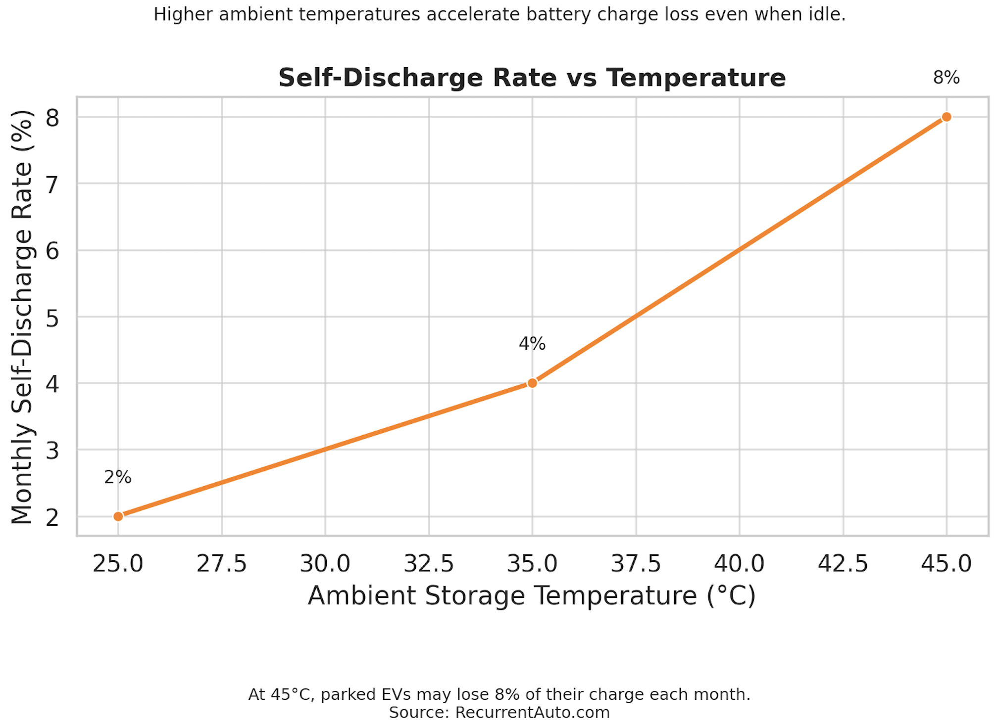 Higher ambient temperatures accelerate battery charge loss even when idle.
Self-Discharge Rate vs Temperature
8%
4%
2%
Monthly Self-Discharge Rate (%)
8
7
6
5
4
3
2
25.0 27.5 30.0 32.5 35.0 37.5 40.0 42.5 45.0
Ambient Storage Temperature (°C)
At 45°C, parked EVs may lose 8% of their charge each month.
Source: RecurrentAuto.com